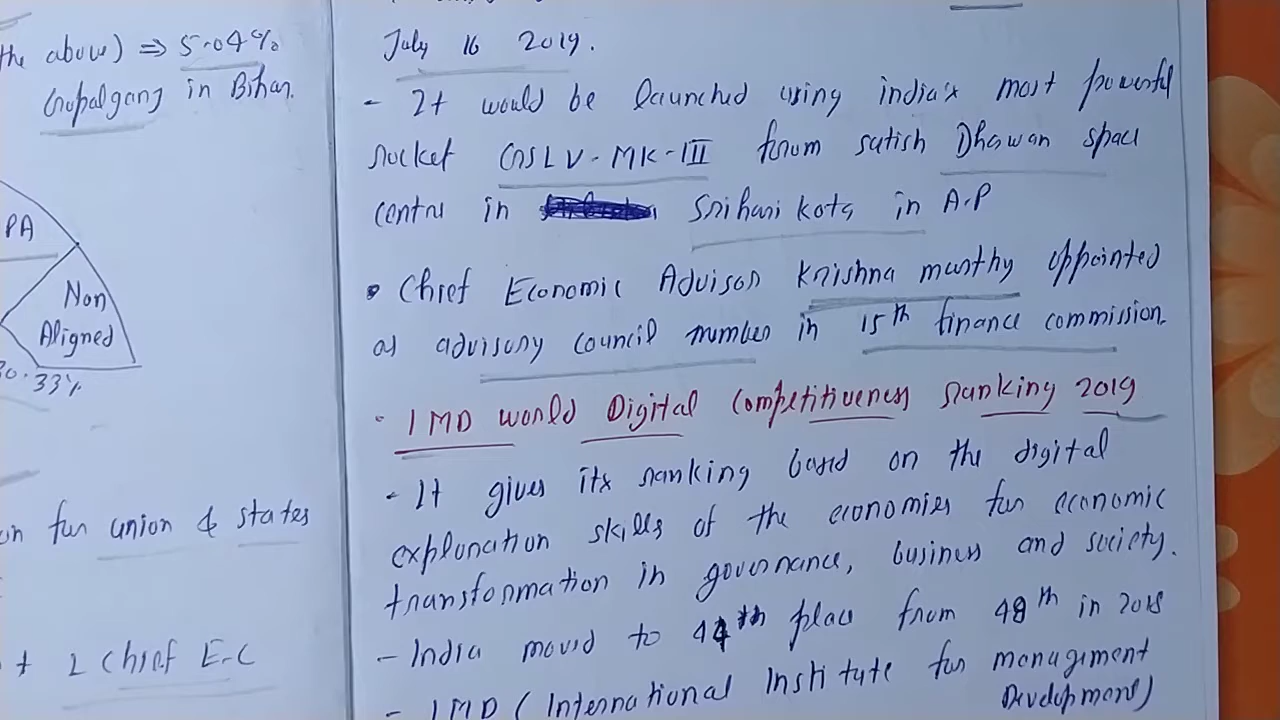 the above) ⇒ 5.04%
Gopalganj in Bihar.
PA
Non
Aligned
30.33%
on for union & states
+ 2 Chief E.C
July 16 2019.
- It would be launched using india's most powerful
rocket GSLV-MK-III from satish Dhawan space
centre in Srihari kota in A.P
• Chief Economic Advisor Krishna murthy appointed
as advisory council member in 15th finance commission.
• IMD world Digital Competitiveness ranking 2019
- It gives its ranking based on the digital
exploration skills of the economies for economic
transformation in governance, business and society.
- India moved to 44th place from 48th in 2018
- IMD (International Institute for management
Development)